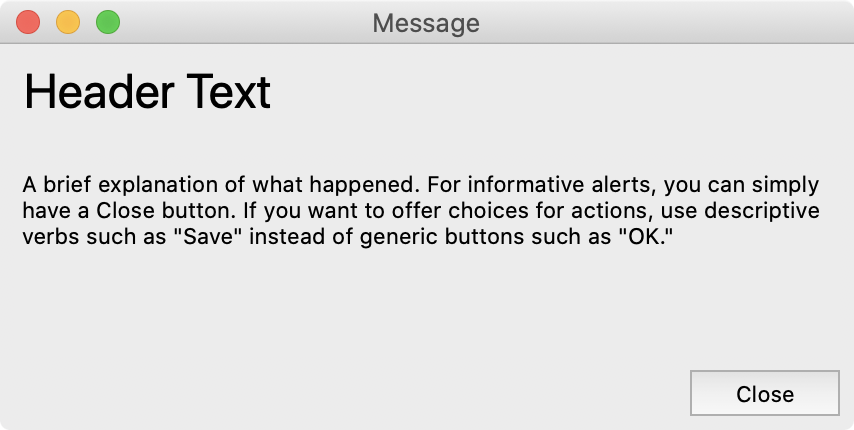 Message
Header Text
A brief explanation of what happened. For informative alerts, you can simply
have a Close button. If you want to offer choices for actions, use descriptive
verbs such as "Save" instead of generic buttons such as "OK."
Close